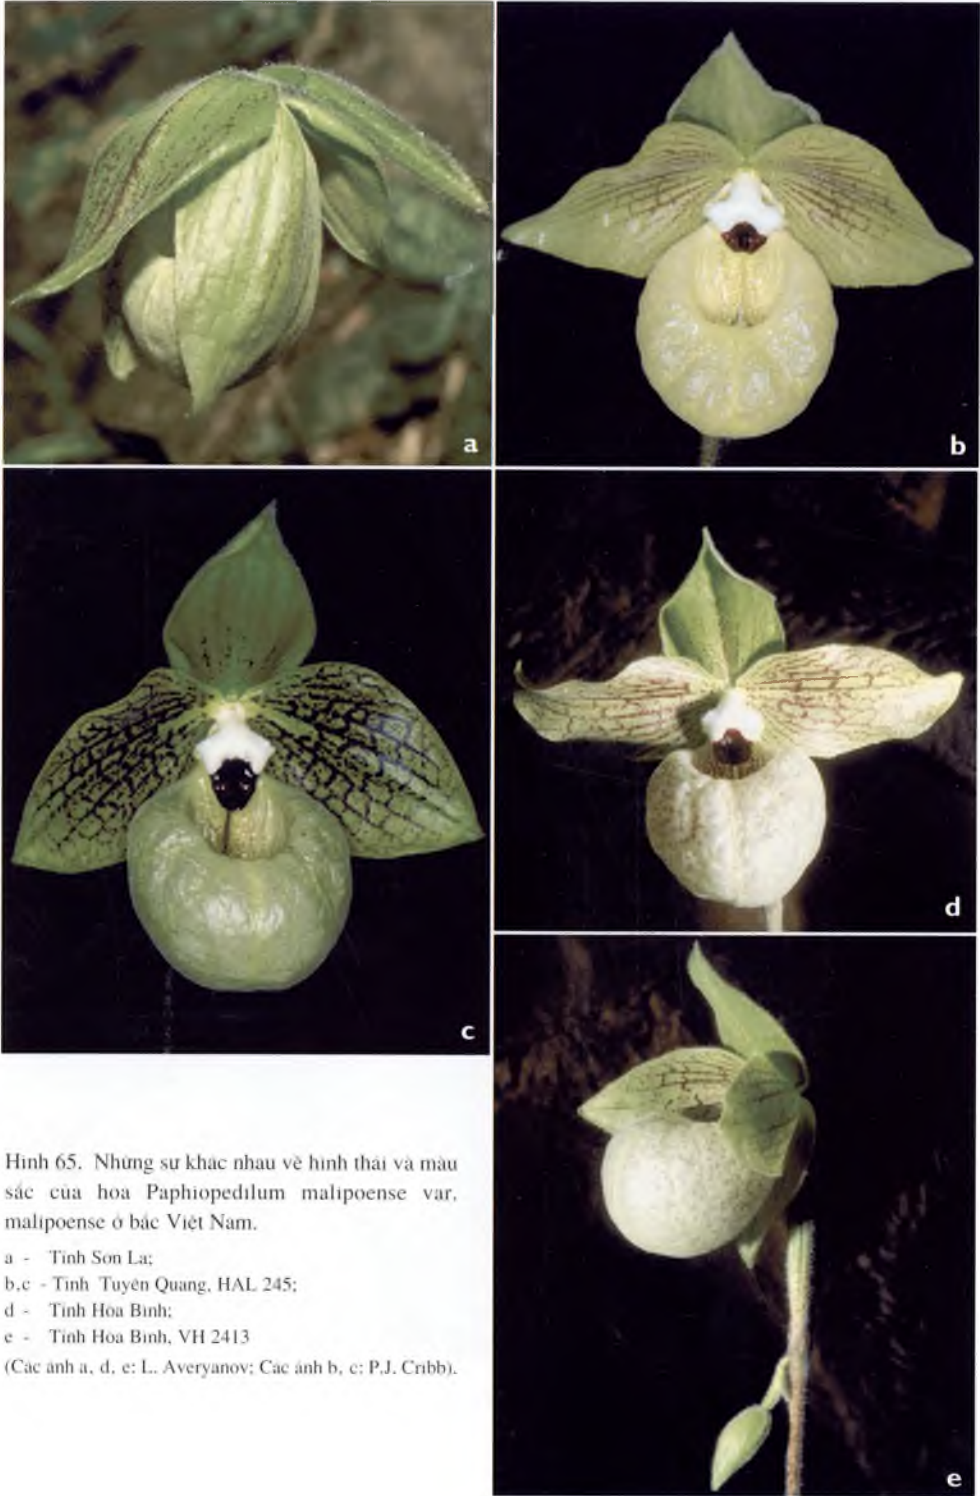 a
b
c
d
e
Hình 65. Những sự khác nhau về hình thái và màu
sắc của hoa Paphiopedilum malipoense var.
malipoense ở bắc Việt Nam.
a - Tỉnh Sơn La;
b,c - Tỉnh Tuyên Quang, HAL 245;
d - Tỉnh Hòa Bình;
e - Tỉnh Hòa Bình, VH 2413
(Các ảnh a, d, e: L. Averyanov; Các ảnh b, c: P.J. Cribb).